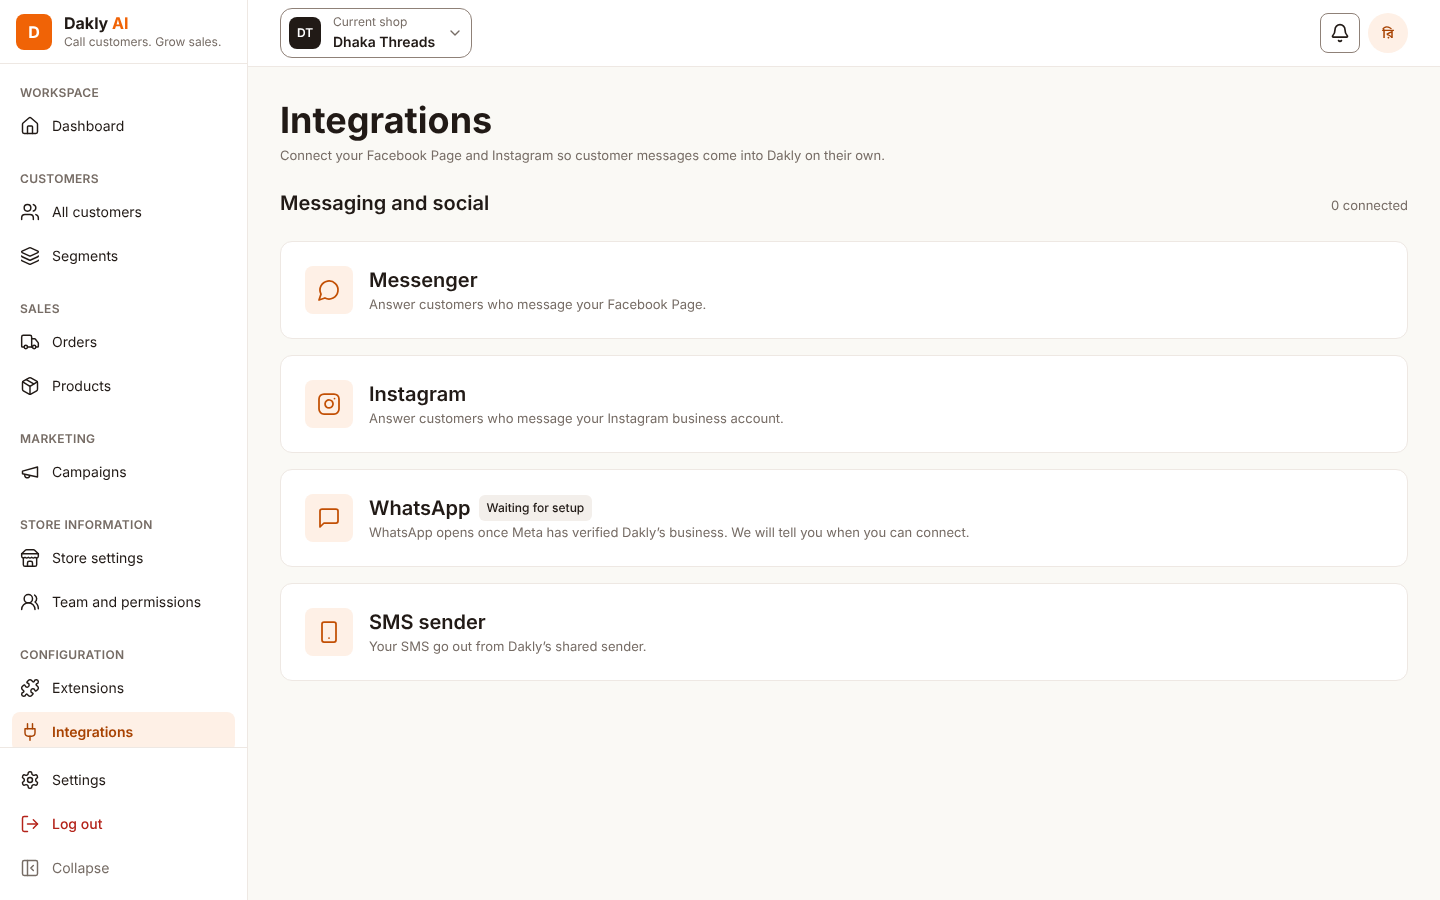 D
Dakly AI
Call customers. Grow sales.
WORKSPACE
Dashboard
CUSTOMERS
All customers
Segments
SALES
Orders
Products
MARKETING
Campaigns
STORE INFORMATION
Store settings
Team and permissions
CONFIGURATION
Extensions
Integrations
Settings
Log out
Collapse
DT
Current shop
Dhaka Threads
রি
Integrations
Connect your Facebook Page and Instagram so customer messages come into Dakly on their own.
Messaging and social
0 connected
Messenger
Answer customers who message your Facebook Page.
Instagram
Answer customers who message your Instagram business account.
WhatsApp Waiting for setup
WhatsApp opens once Meta has verified Dakly’s business. We will tell you when you can connect.
SMS sender
Your SMS go out from Dakly’s shared sender.